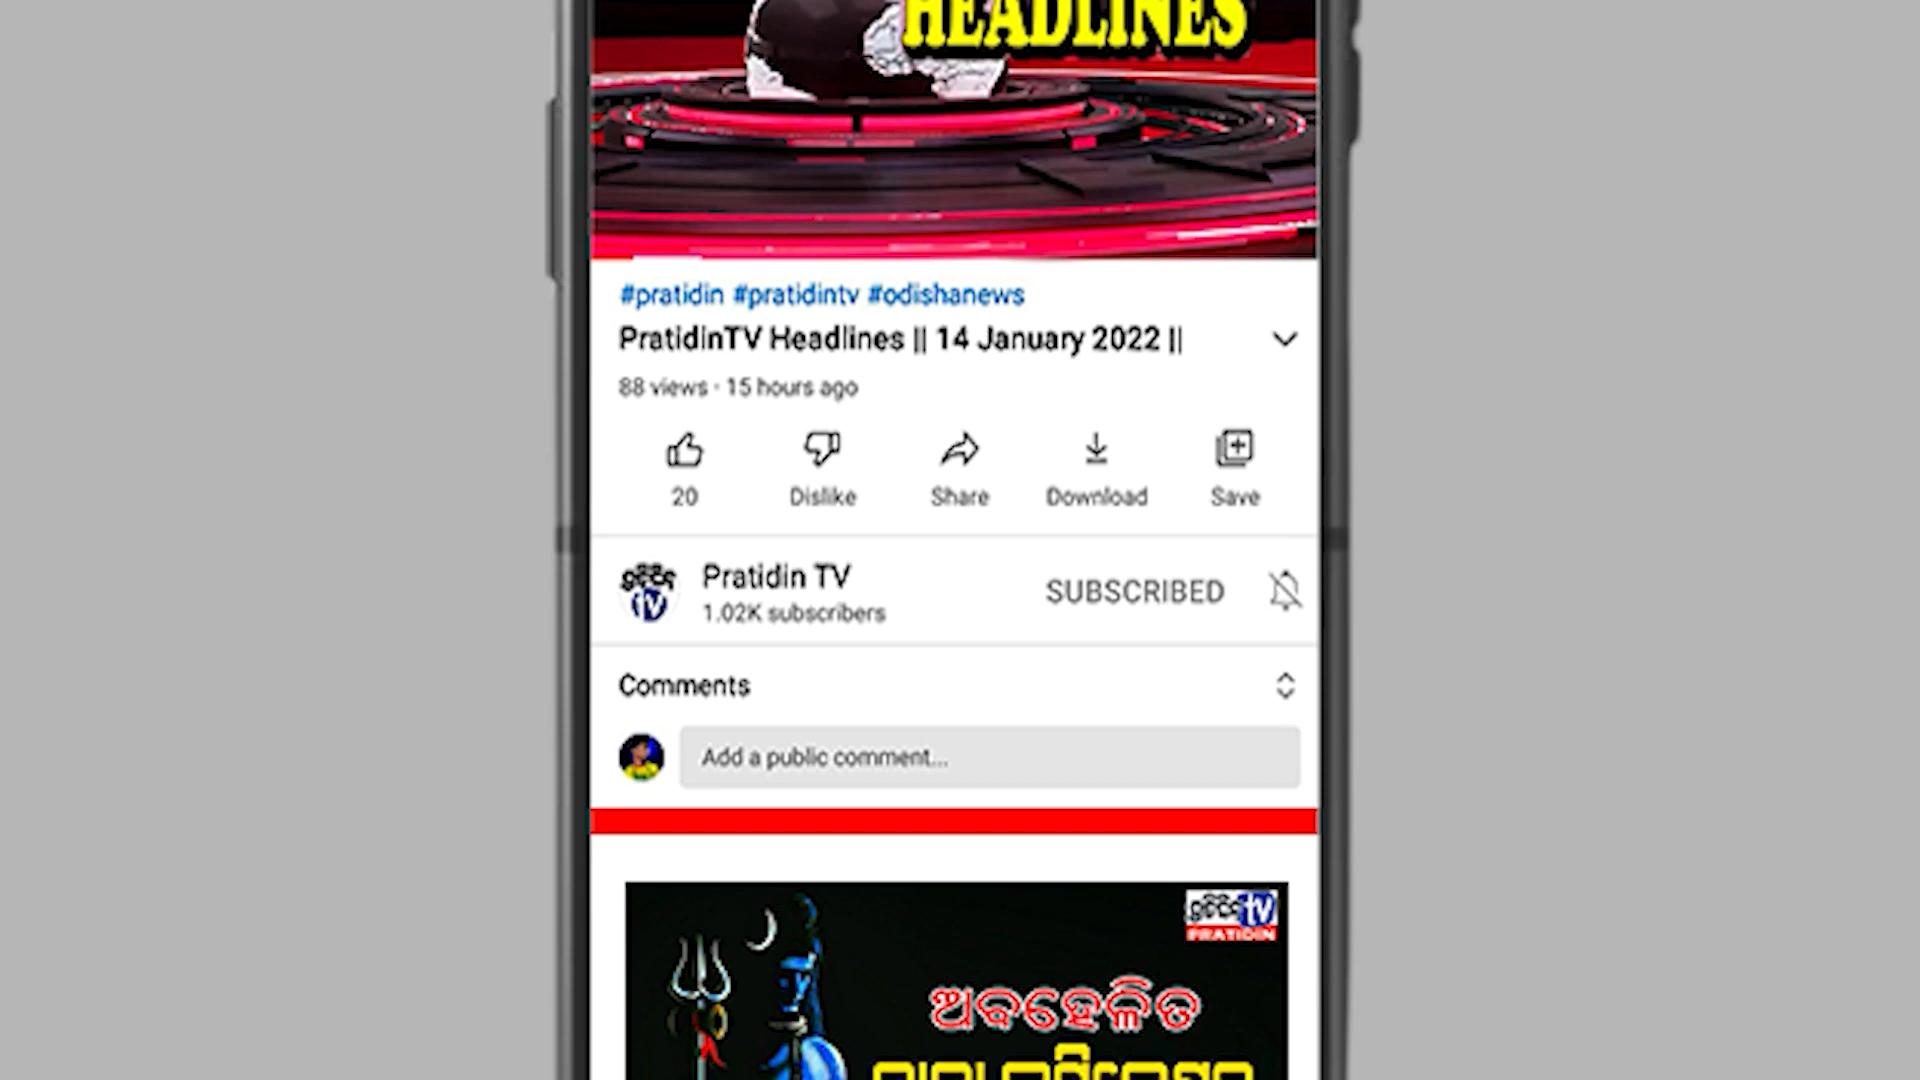 HEADLINES
#pratidin #pratidintv #odishanews
PratidinTV Headlines || 14 January 2022 ||
88 views · 15 hours ago
20
Dislike
Share
Download
Save
Pratidin TV
1.02K subscribers
SUBSCRIBED
Comments
Add a public comment...
tv
PRATIDIN
ଅବହେଳିତ